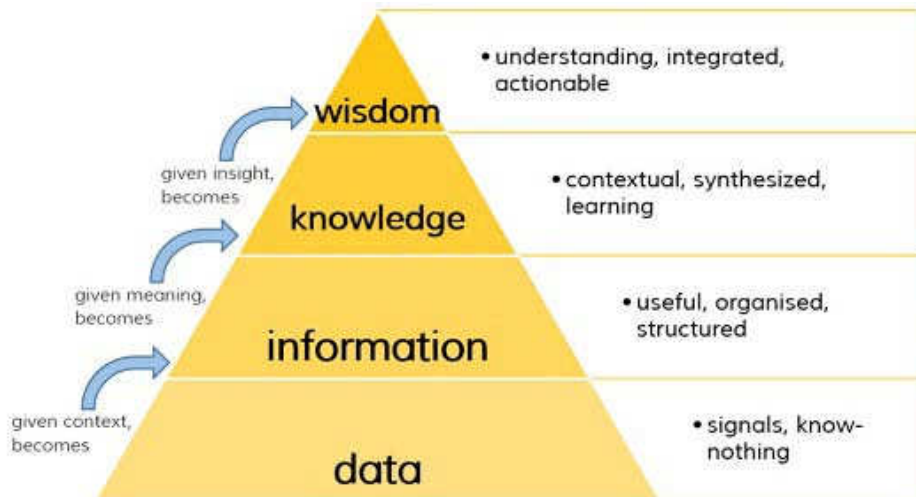 • understanding, integrated,
actionable
wisdom
given insight,
becomes
• contextual, synthesized,
learning
knowledge
given meaning,
becomes
• useful, organised,
structured
information
given context,
becomes
• signals, know-
nothing
data